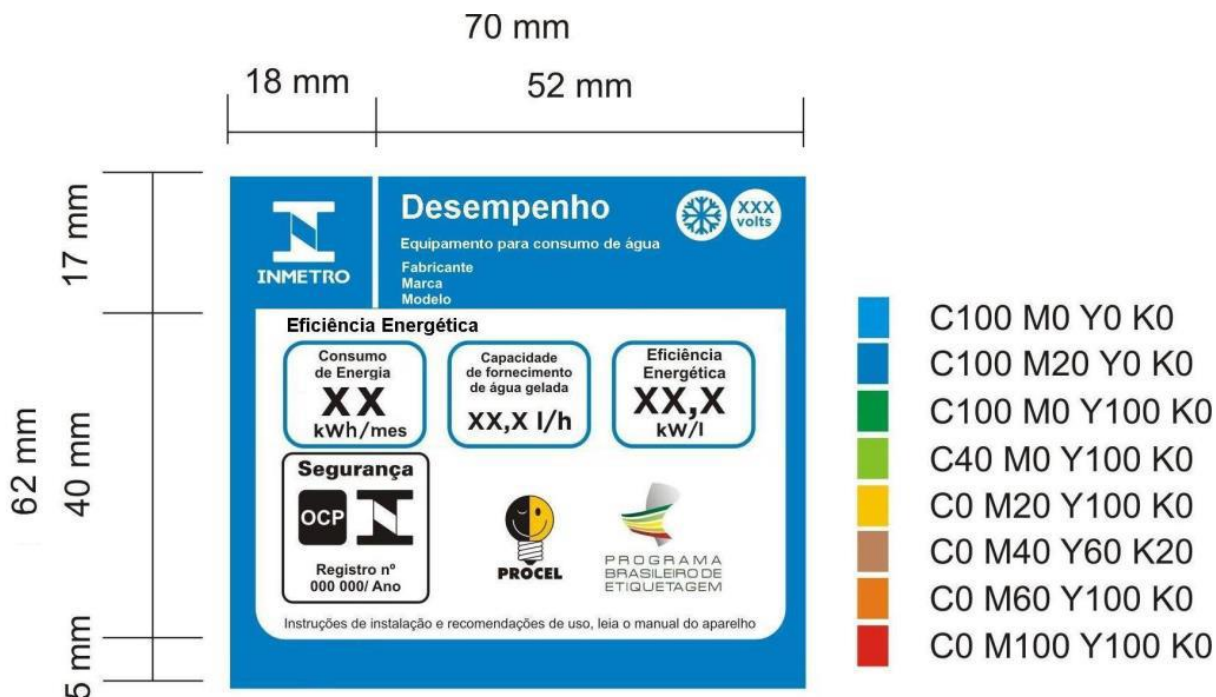 70 mm
18 mm
52 mm
17 mm
62 mm
40 mm
5 mm
INMETRO
Desempenho
XXX
volts
Equipamento para consumo de água
Fabricante
Marca
Modelo
Eficiência Energética
Consumo
de Energia
XX
kWh/mes
Capacidade
de fornecimento
de água gelada
XX,X l/h
Eficiência
Energética
XX,X
kW/l
Segurança
OCP
Registro nº
000 000/ Ano
PROCEL
PROGRAMA
BRASILEIRO DE
ETIQUETAGEM
Instruções de instalação e recomendações de uso, leia o manual do aparelho
C100 M0 Y0 K0
C100 M20 Y0 K0
C100 M0 Y100 K0
C40 M0 Y100 K0
C0 M20 Y100 K0
C0 M40 Y60 K20
C0 M60 Y100 K0
C0 M100 Y100 K0